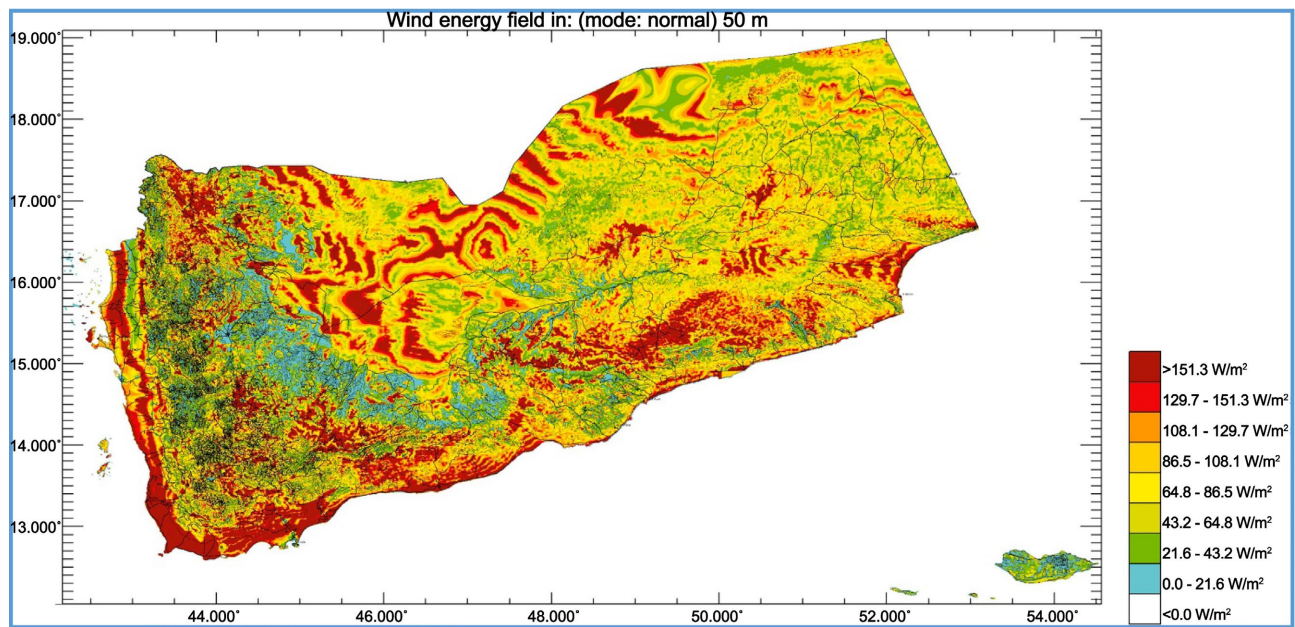 Wind energy field in: (mode: normal) 50 m
19.000°
18.000°
17.000°
16.000°
15.000°
14.000°
13.000°
44.000°
46.000°
48.000°
50.000°
52.000°
54.000°
>151.3 W/m²
129.7 - 151.3 W/m²
108.1 - 129.7 W/m²
86.5 - 108.1 W/m²
64.8 - 86.5 W/m²
43.2 - 64.8 W/m²
21.6 - 43.2 W/m²
0.0 - 21.6 W/m²
<0.0 W/m²